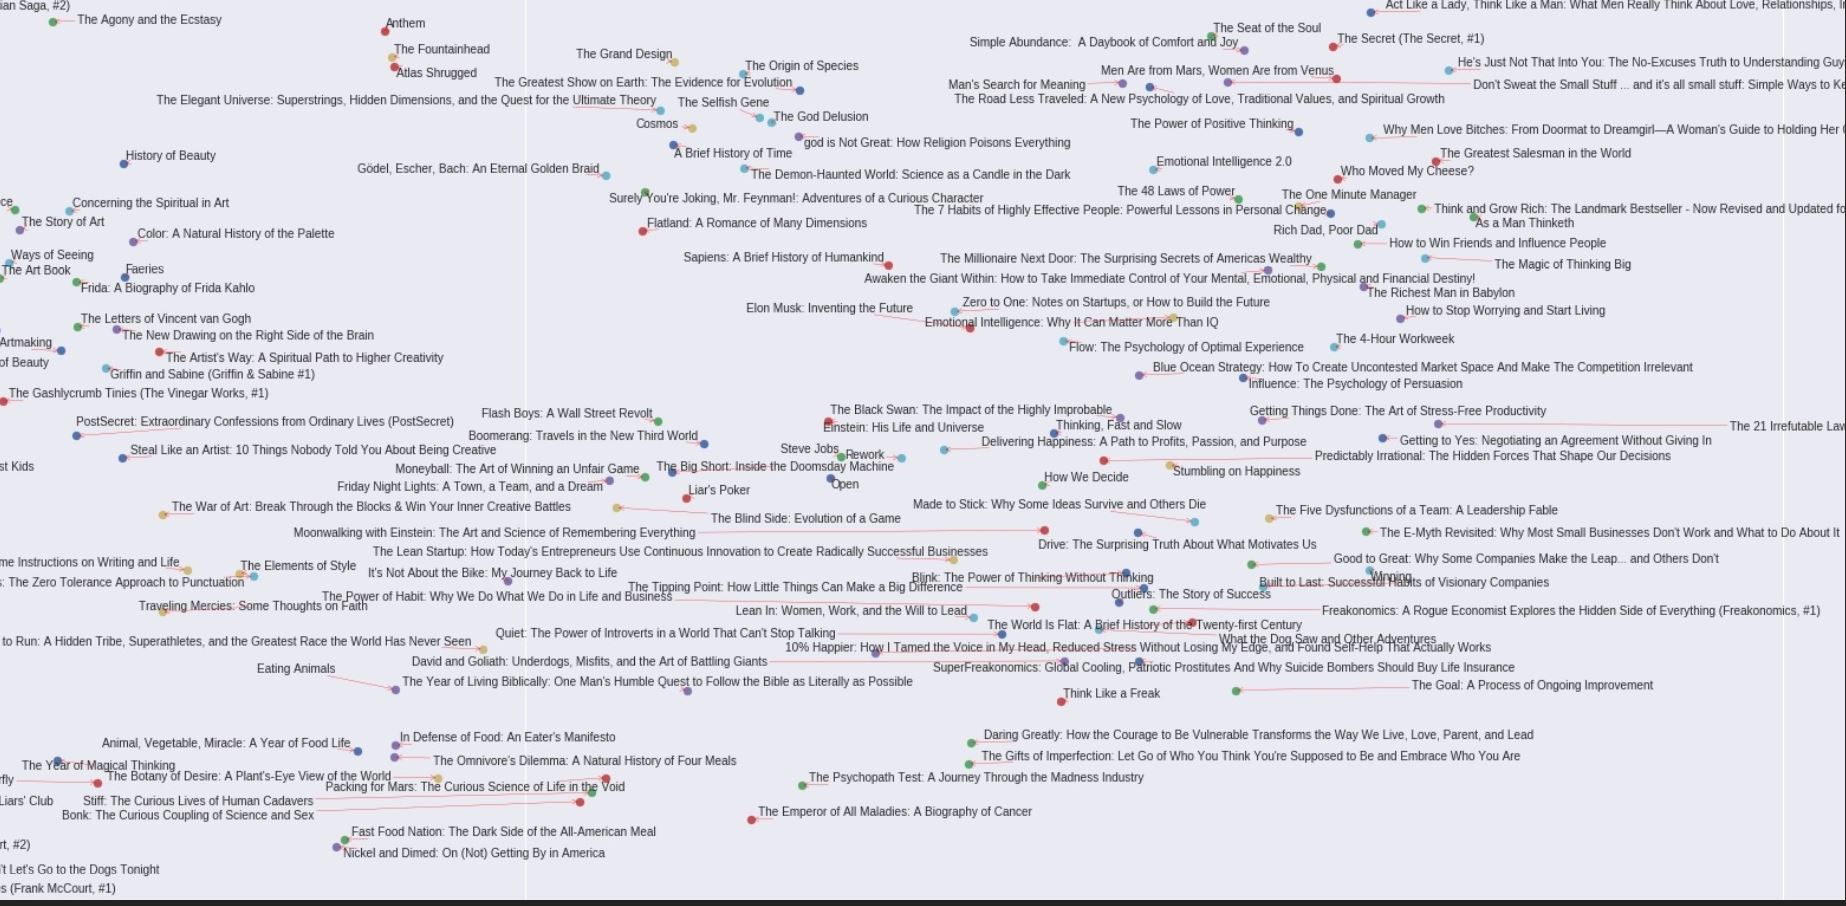 ian Saga, #2)
The Agony and the Ecstasy
Anthem
The Fountainhead
Atlas Shrugged
The Grand Design
The Origin of Species
The Greatest Show on Earth: The Evidence for Evolution
The Elegant Universe: Superstrings, Hidden Dimensions, and the Quest for the Ultimate Theory
The Selfish Gene
The God Delusion
Cosmos
god is Not Great: How Religion Poisons Everything
A Brief History of Time
Gödel, Escher, Bach: An Eternal Golden Braid
The Demon-Haunted World: Science as a Candle in the Dark
Surely You're Joking, Mr. Feynman!: Adventures of a Curious Character
Flatland: A Romance of Many Dimensions
Sapiens: A Brief History of Humankind
Act Like a Lady, Think Like a Man: What Men Really Think About Love, Relationships, I
The Seat of the Soul
Simple Abundance: A Daybook of Comfort and Joy
The Secret (The Secret, #1)
He's Just Not That Into You: The No-Excuses Truth to Understanding Guy
Men Are from Mars, Women Are from Venus
Man's Search for Meaning
Don't Sweat the Small Stuff ... and it's all small stuff: Simple Ways to Ke
The Road Less Traveled: A New Psychology of Love, Traditional Values, and Spiritual Growth
The Power of Positive Thinking
Why Men Love Bitches: From Doormat to Dreamgirl—A Woman's Guide to Holding Her
The Greatest Salesman in the World
Emotional Intelligence 2.0
Who Moved My Cheese?
The 48 Laws of Power
The One Minute Manager
The 7 Habits of Highly Effective People: Powerful Lessons in Personal Change
Think and Grow Rich: The Landmark Bestseller - Now Revised and Updated fo
As a Man Thinketh
Rich Dad, Poor Dad
How to Win Friends and Influence People
The Millionaire Next Door: The Surprising Secrets of Americas Wealthy
The Magic of Thinking Big
Awaken the Giant Within: How to Take Immediate Control of Your Mental, Emotional, Physical and Financial Destiny!
The Richest Man in Babylon
Elon Musk: Inventing the Future
Zero to One: Notes on Startups, or How to Build the Future
How to Stop Worrying and Start Living
Emotional Intelligence: Why It Can Matter More Than IQ
Flow: The Psychology of Optimal Experience
The 4-Hour Workweek
Blue Ocean Strategy: How To Create Uncontested Market Space And Make The Competition Irrelevant
Influence: The Psychology of Persuasion
History of Beauty
ce
Concerning the Spiritual in Art
The Story of Art
Color: A Natural History of the Palette
Ways of Seeing
The Art Book
Faeries
Frida: A Biography of Frida Kahlo
The Letters of Vincent van Gogh
The New Drawing on the Right Side of the Brain
Artmaking
The Artist's Way: A Spiritual Path to Higher Creativity
of Beauty
Griffin and Sabine (Griffin & Sabine #1)
The Gashlycrumb Tinies (The Vinegar Works, #1)
PostSecret: Extraordinary Confessions from Ordinary Lives (PostSecret)
Steal Like an Artist: 10 Things Nobody Told You About Being Creative
st Kids
Flash Boys: A Wall Street Revolt
Boomerang: Travels in the New Third World
Moneyball: The Art of Winning an Unfair Game
The Big Short: Inside the Doomsday Machine
Friday Night Lights: A Town, a Team, and a Dream
Liar's Poker
The War of Art: Break Through the Blocks & Win Your Inner Creative Battles
The Blind Side: Evolution of a Game
The Black Swan: The Impact of the Highly Improbable
Einstein: His Life and Universe
Thinking, Fast and Slow
Getting Things Done: The Art of Stress-Free Productivity
The 21 Irrefutable Law
Steve Jobs
Rework
Delivering Happiness: A Path to Profits, Passion, and Purpose
Getting to Yes: Negotiating an Agreement Without Giving In
Predictably Irrational: The Hidden Forces That Shape Our Decisions
Stumbling on Happiness
Open
How We Decide
Made to Stick: Why Some Ideas Survive and Others Die
The Five Dysfunctions of a Team: A Leadership Fable
Moonwalking with Einstein: The Art and Science of Remembering Everything
Drive: The Surprising Truth About What Motivates Us
The E-Myth Revisited: Why Most Small Businesses Don't Work and What to Do About It
The Lean Startup: How Today's Entrepreneurs Use Continuous Innovation to Create Radically Successful Businesses
Good to Great: Why Some Companies Make the Leap... and Others Don't
me Instructions on Writing and Life
The Elements of Style
It's Not About the Bike: My Journey Back to Life
Blink: The Power of Thinking Without Thinking
Winning
: The Zero Tolerance Approach to Punctuation
The Tipping Point: How Little Things Can Make a Big Difference
Built to Last: Successful Habits of Visionary Companies
The Power of Habit: Why We Do What We Do in Life and Business
Outliers: The Story of Success
Traveling Mercies: Some Thoughts on Faith
Lean In: Women, Work, and the Will to Lead
Freakonomics: A Rogue Economist Explores the Hidden Side of Everything (Freakonomics, #1)
The World Is Flat: A Brief History of the Twenty-first Century
Quiet: The Power of Introverts in a World That Can't Stop Talking
What the Dog Saw and Other Adventures
to Run: A Hidden Tribe, Superathletes, and the Greatest Race the World Has Never Seen
10% Happier: How I Tamed the Voice in My Head, Reduced Stress Without Losing My Edge, and Found Self-Help That Actually Works
David and Goliath: Underdogs, Misfits, and the Art of Battling Giants
SuperFreakonomics: Global Cooling, Patriotic Prostitutes And Why Suicide Bombers Should Buy Life Insurance
Eating Animals
The Year of Living Biblically: One Man's Humble Quest to Follow the Bible as Literally as Possible
The Goal: A Process of Ongoing Improvement
Think Like a Freak
Animal, Vegetable, Miracle: A Year of Food Life
In Defense of Food: An Eater's Manifesto
Daring Greatly: How the Courage to Be Vulnerable Transforms the Way We Live, Love, Parent, and Lead
The Omnivore's Dilemma: A Natural History of Four Meals
The Gifts of Imperfection: Let Go of Who You Think You're Supposed to Be and Embrace Who You Are
The Year of Magical Thinking
rfly
The Botany of Desire: A Plant's-Eye View of the World
The Psychopath Test: A Journey Through the Madness Industry
Packing for Mars: The Curious Science of Life in the Void
Liars' Club
Stiff: The Curious Lives of Human Cadavers
Bonk: The Curious Coupling of Science and Sex
The Emperor of All Maladies: A Biography of Cancer
Fast Food Nation: The Dark Side of the All-American Meal
rt, #2)
Nickel and Dimed: On (Not) Getting By in America
't Let's Go to the Dogs Tonight
s (Frank McCourt, #1)